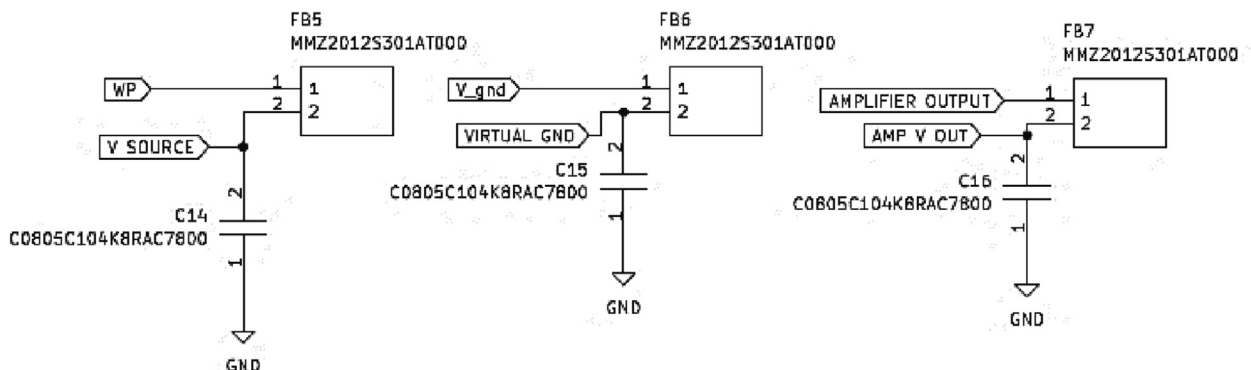 FB5
MMZ2012S301AT000
WP
1
1
2
2
V SOURCE
2
C14
C0805C104K8RAC7800
1
GND
FB6
MMZ2012S301AT000
V_gnd
1
1
2
2
VIRTUAL GND
2
C15
C0805C104K8RAC7800
1
GND
FB7
MMZ2012S301AT000
AMPLIFIER OUTPUT
1
1
2
2
AMP V OUT
2
C16
C0805C104K8RAC7800
1
GND